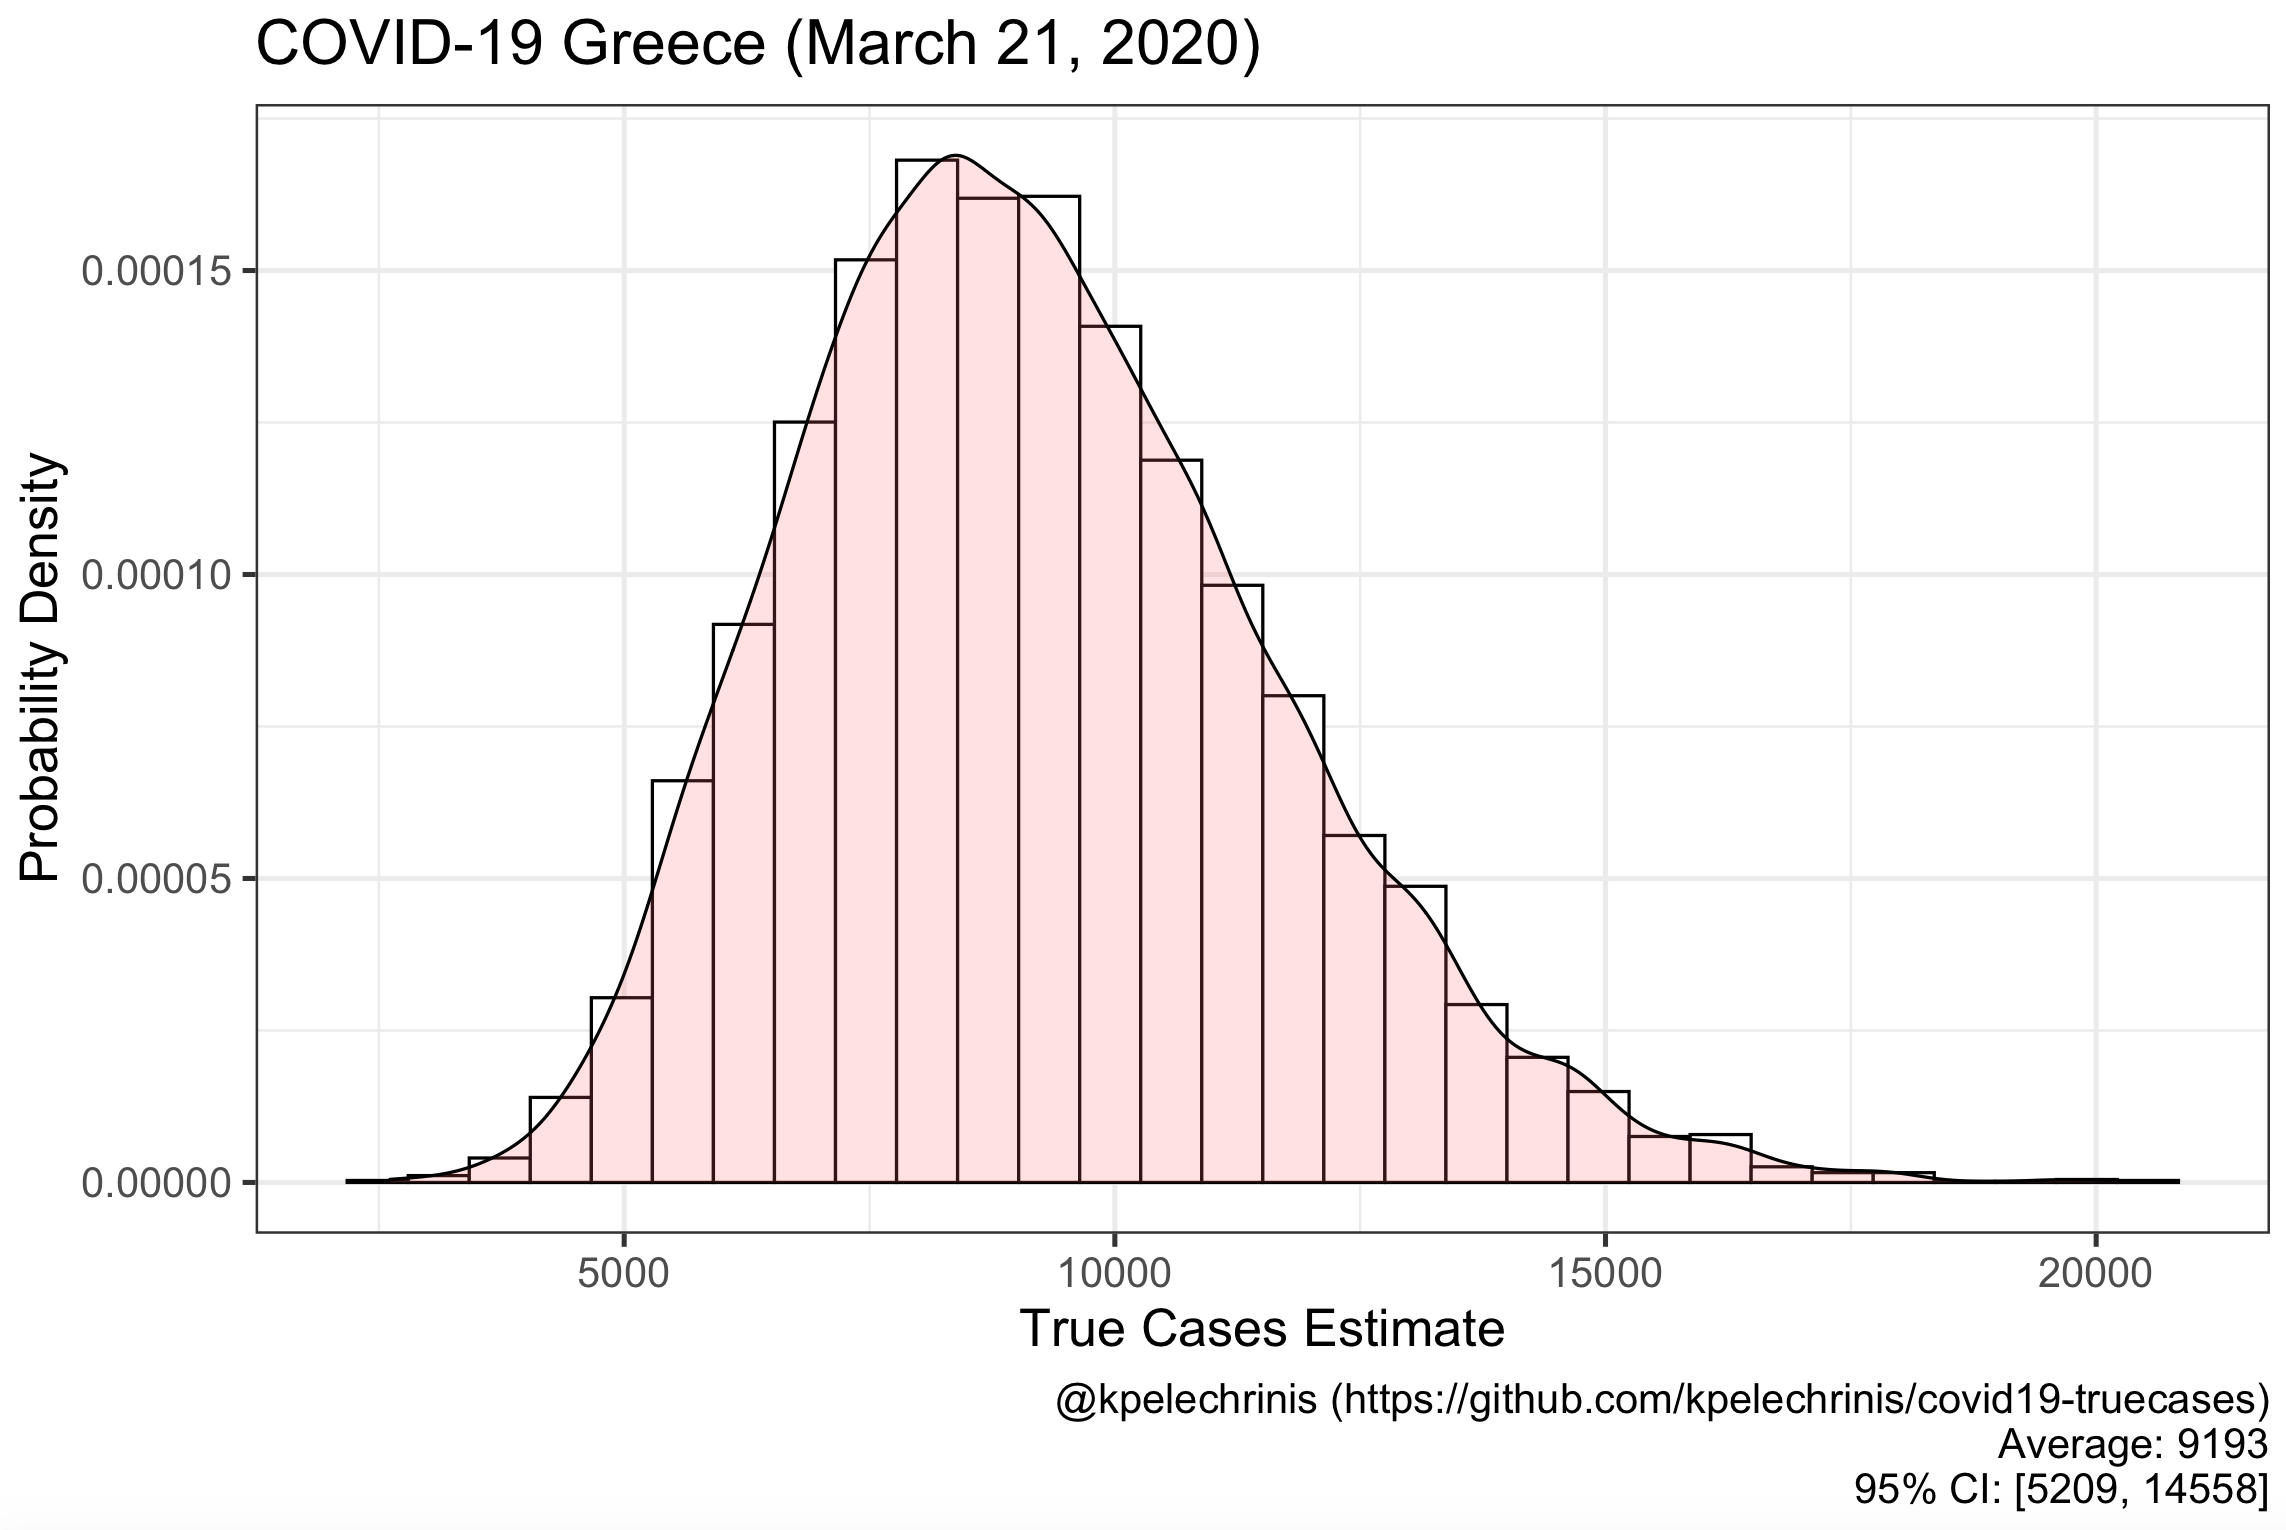 COVID-19 Greece (March 21, 2020)
Probability Density
0.00015
0.00010
0.00005
0.00000
5000 10000 15000 20000
True Cases Estimate
@kpelechrinis (https://github.com/kpelechrinis/covid19-truecases)
Average: 9193
95% CI: [5209, 14558]